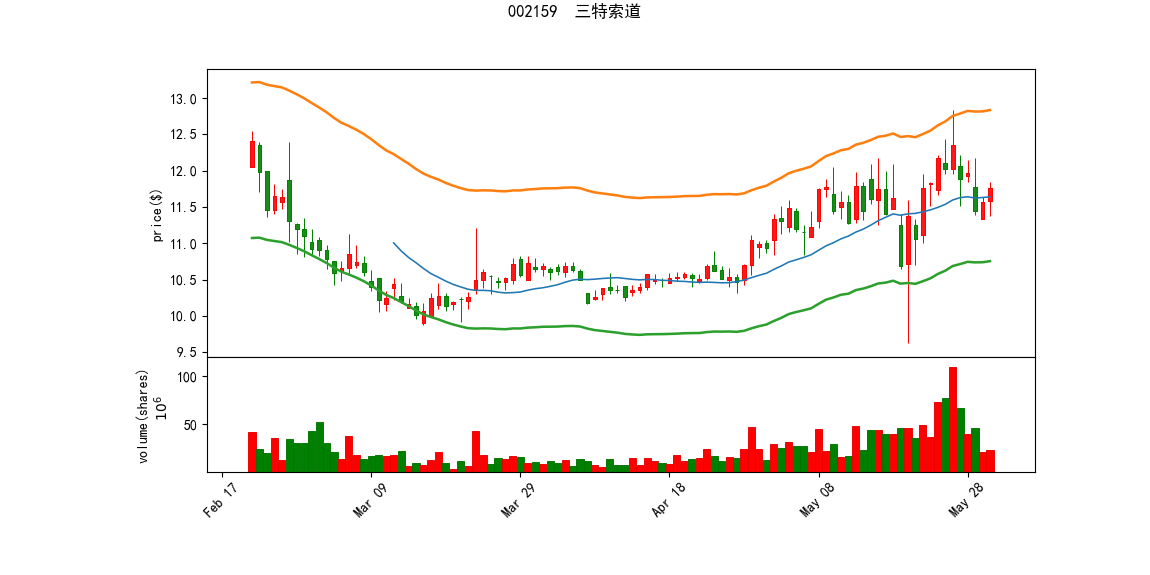 002159 三特索道
price($)
13.0
12.5
12.0
11.5
11.0
10.5
10.0
9.5
volume(shares)
10^6
100
50
Feb 17
Mar 09
Mar 29
Apr 18
May 08
May 28